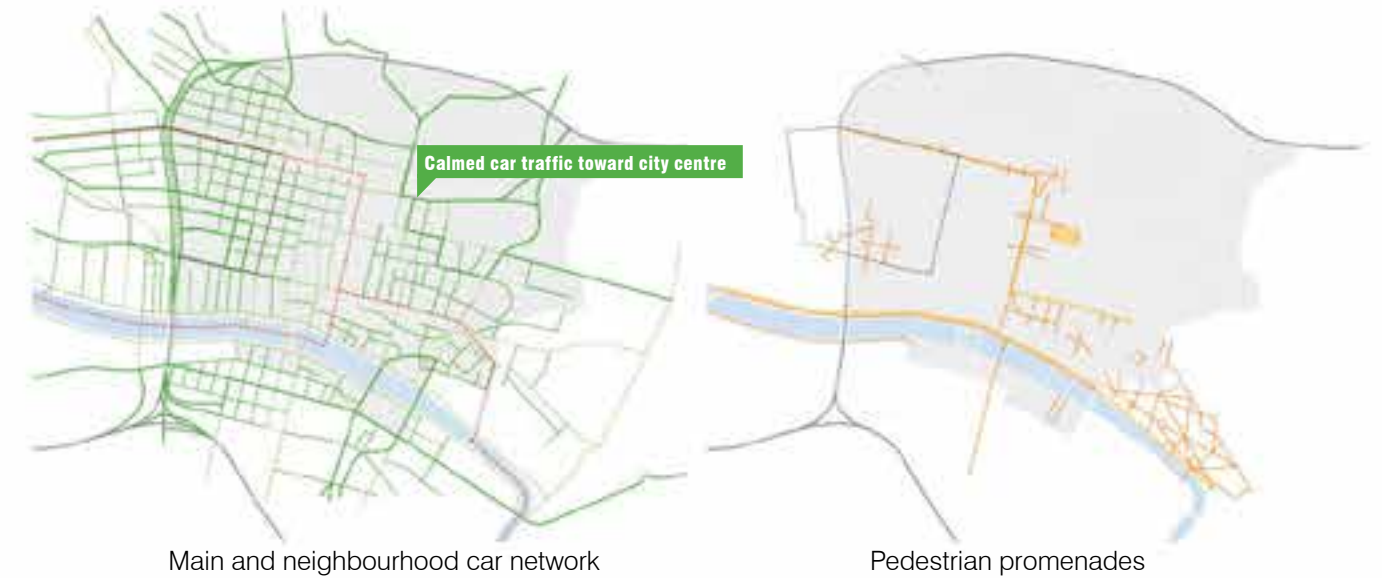 Calmed car traffic toward city centre
Main and neighbourhood car network
Pedestrian promenades